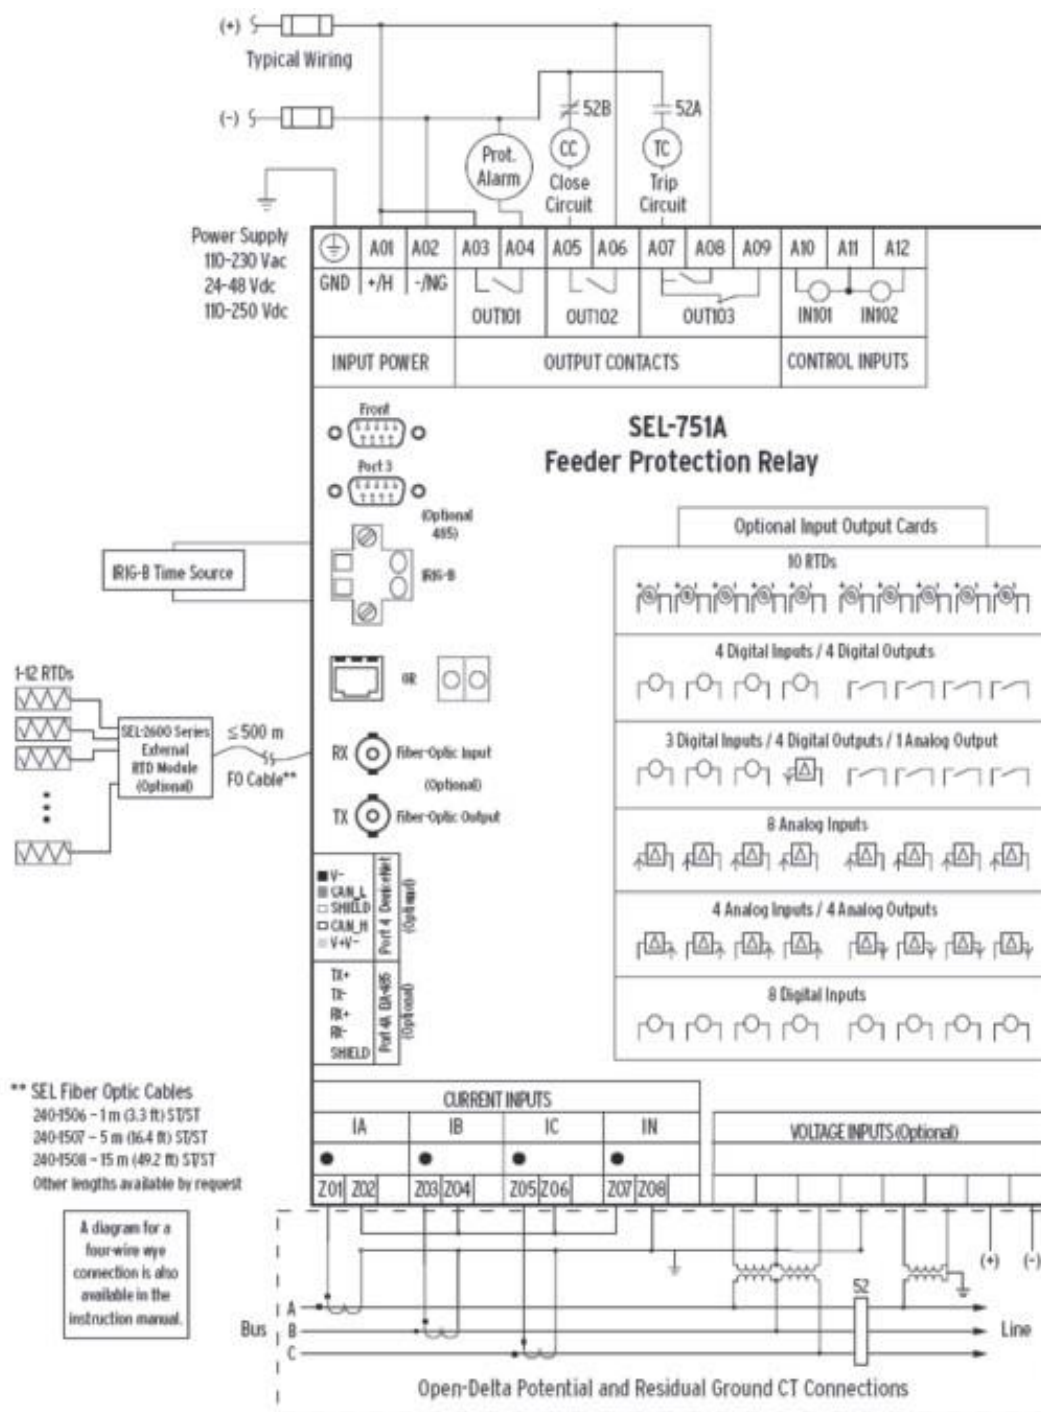 (+)
Typical Wiring
(-)
52B
52A
Prot.
Alarm
CC
TC
Close
Circuit
Trip
Circuit
Power Supply
110-230 Vac
24-48 Vdc
110-250 Vdc
A01 A02 A03 A04 A05 A06 A07 A08 A09 A10 A11 A12
GND +/H -/NG
OUT101 OUT102 OUT103 IN101 IN102
INPUT POWER OUTPUT CONTACTS CONTROL INPUTS
Front
SEL-751A
Feeder Protection Relay
Port 3
(Optional
485)
IRIG-B
IRIG-B Time Source
Optional Input Output Cards
10 RTDs
4 Digital Inputs / 4 Digital Outputs
3 Digital Inputs / 4 Digital Outputs / 1 Analog Output
8 Analog Inputs
4 Analog Inputs / 4 Analog Outputs
8 Digital Inputs
OR
1-12 RTDs
SEL-2600 Series
External
RTD Module
(Optional)
≤ 500 m
FO Cable**
RX Fiber-Optic Input
(Optional)
TX Fiber-Optic Output
V-
CAN_L
SHIELD
CAN_H
V+V-
Port 4 DeviceNet
(Optional)
TX+
TX-
RX+
RX-
SHIELD
Port 4A EIA-485
(Optional)
** SEL Fiber Optic Cables
240-1506 - 1 m (3.3 ft) ST/ST
240-1507 - 5 m (16.4 ft) ST/ST
240-1508 - 15 m (49.2 ft) ST/ST
Other lengths available by request
CURRENT INPUTS
IA IB IC IN
VOLTAGE INPUTS (Optional)
Z01 Z02 Z03 Z04 Z05 Z06 Z07 Z08
A diagram for a
four-wire wye
connection is also
available in the
instruction manual.
(+) (-)
52
Bus
A
B
C
Line
Open-Delta Potential and Residual Ground CT Connections